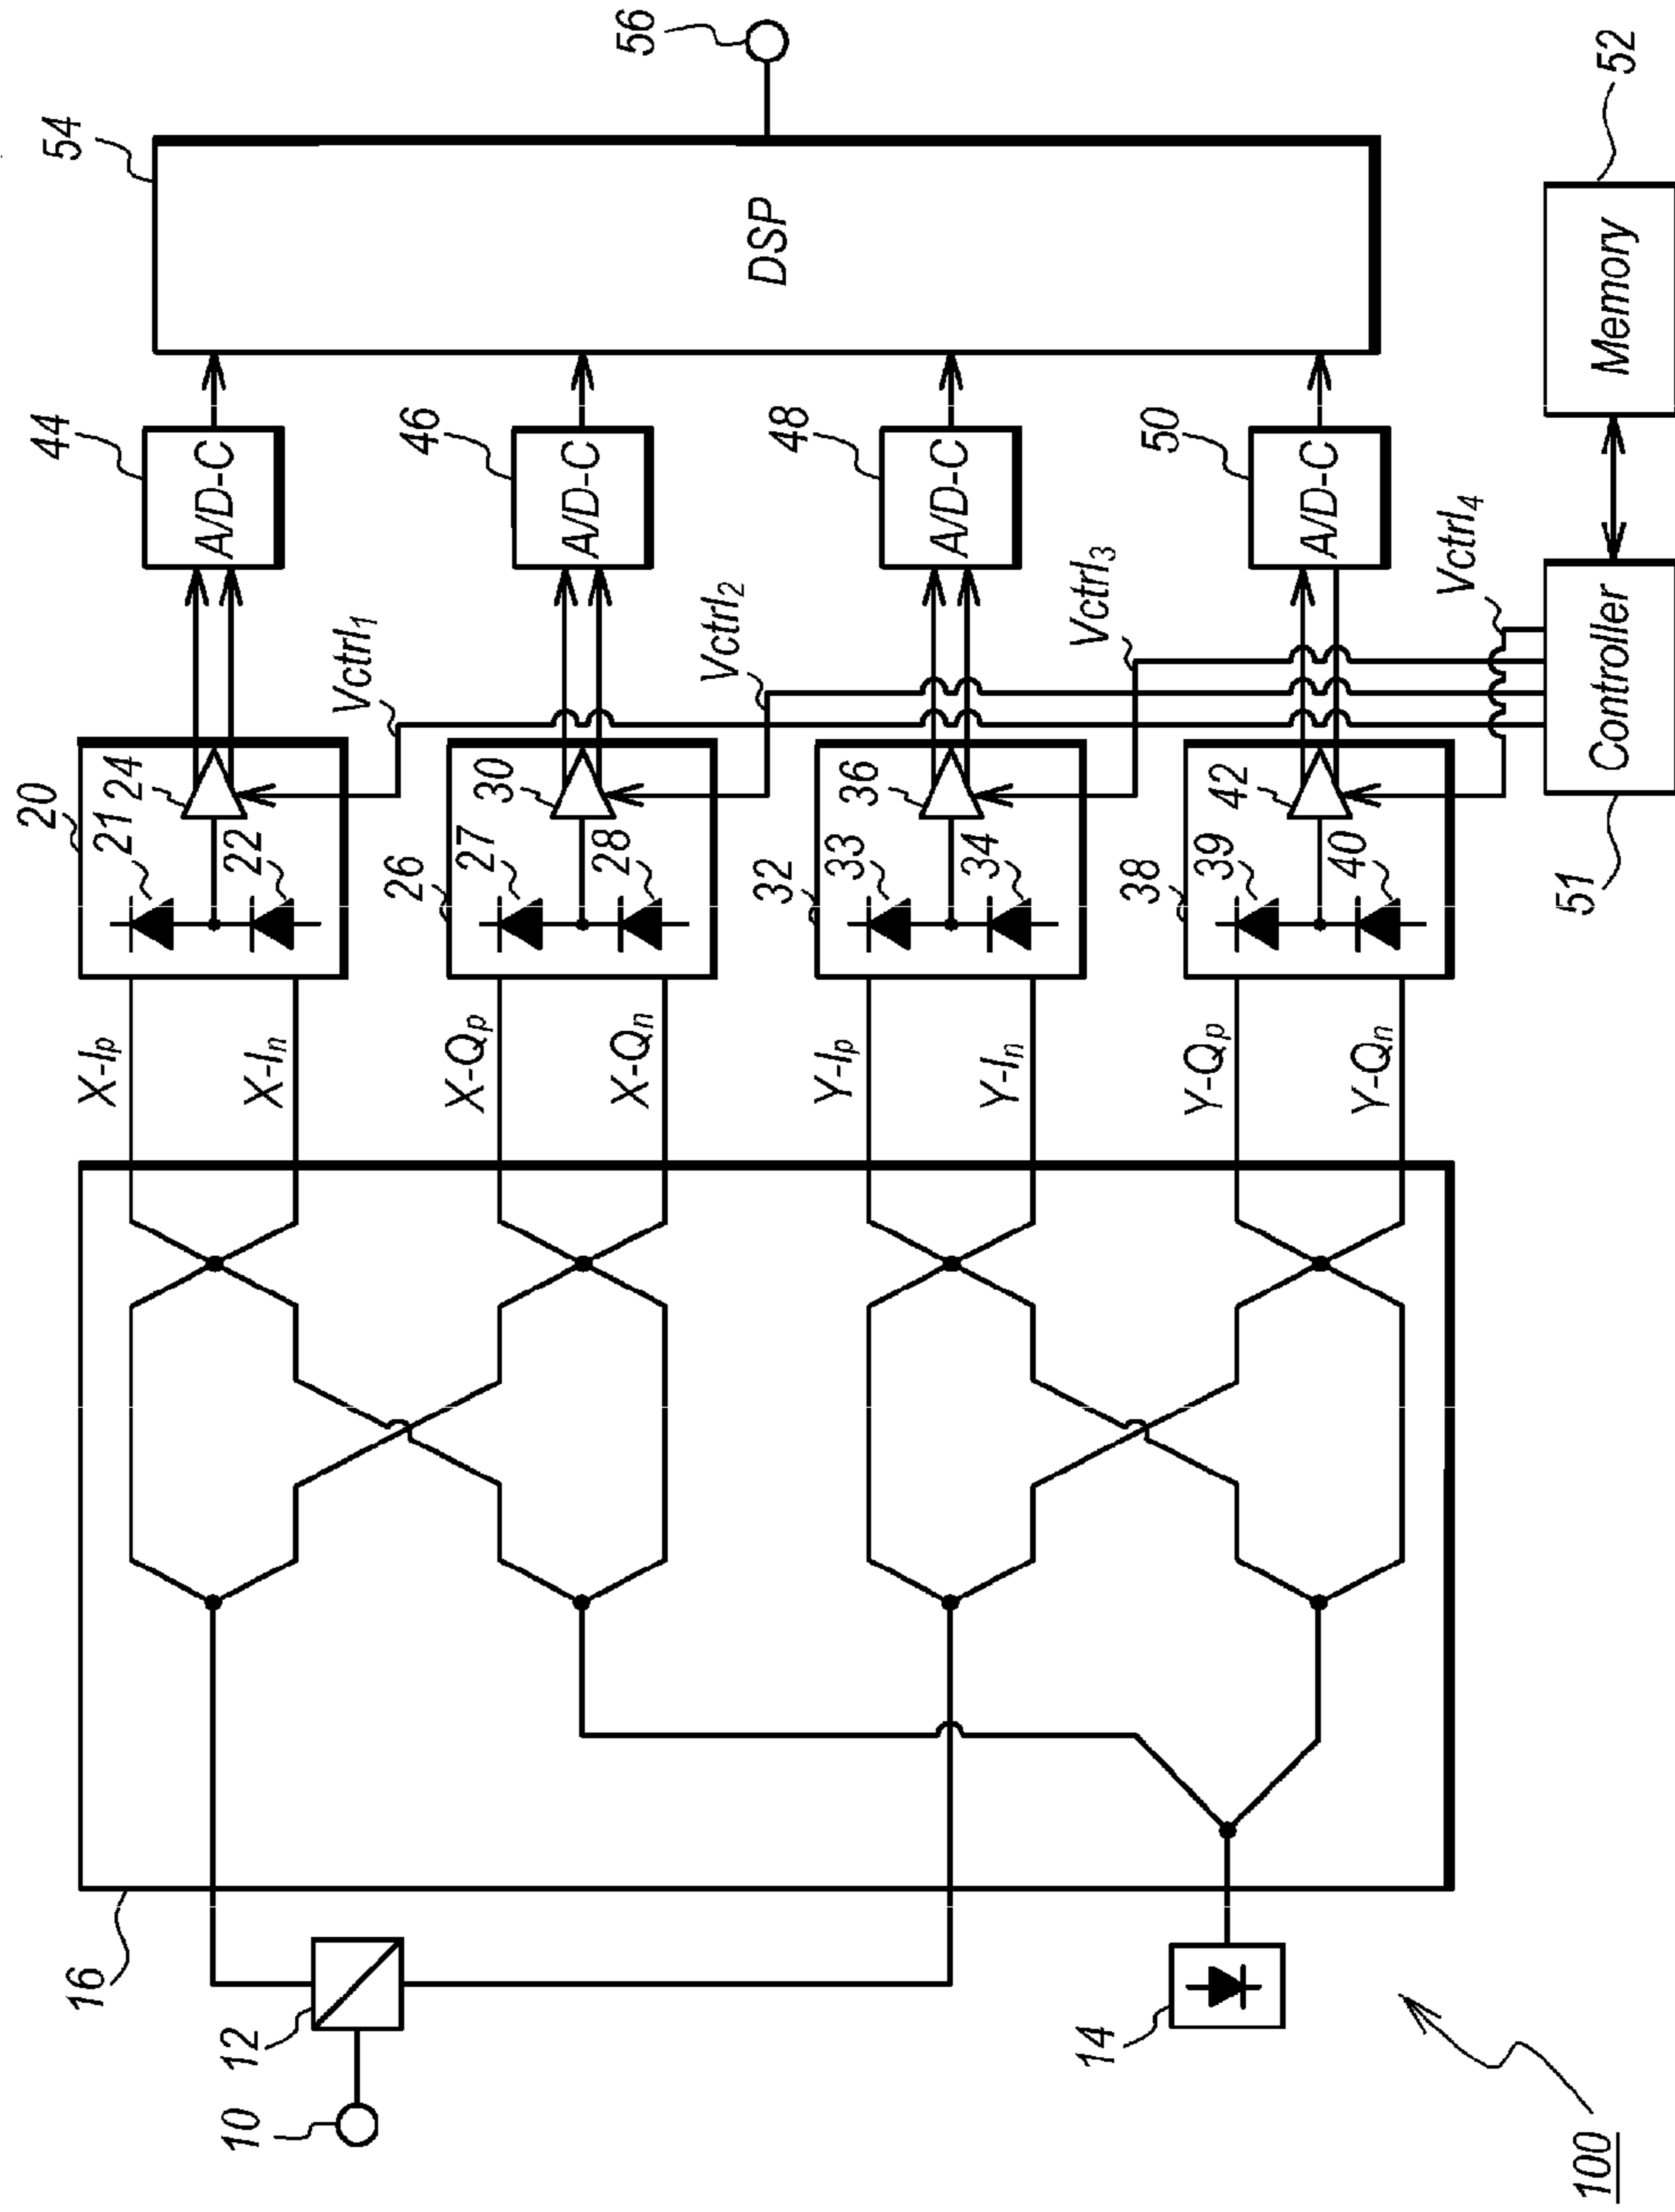 10
12
14
16
100
X-Ip
X-In
X-Qp
X-Qn
Y-Ip
Y-In
Y-Qp
Y-Qn
20
21
22
24
26
27
28
30
32
33
34
36
38
39
40
42
Vctrl1
Vctrl2
Vctrl3
Vctrl4
44
A/D-C
46
A/D-C
48
A/D-C
50
A/D-C
51
Controller
52
Memory
54
DSP
56